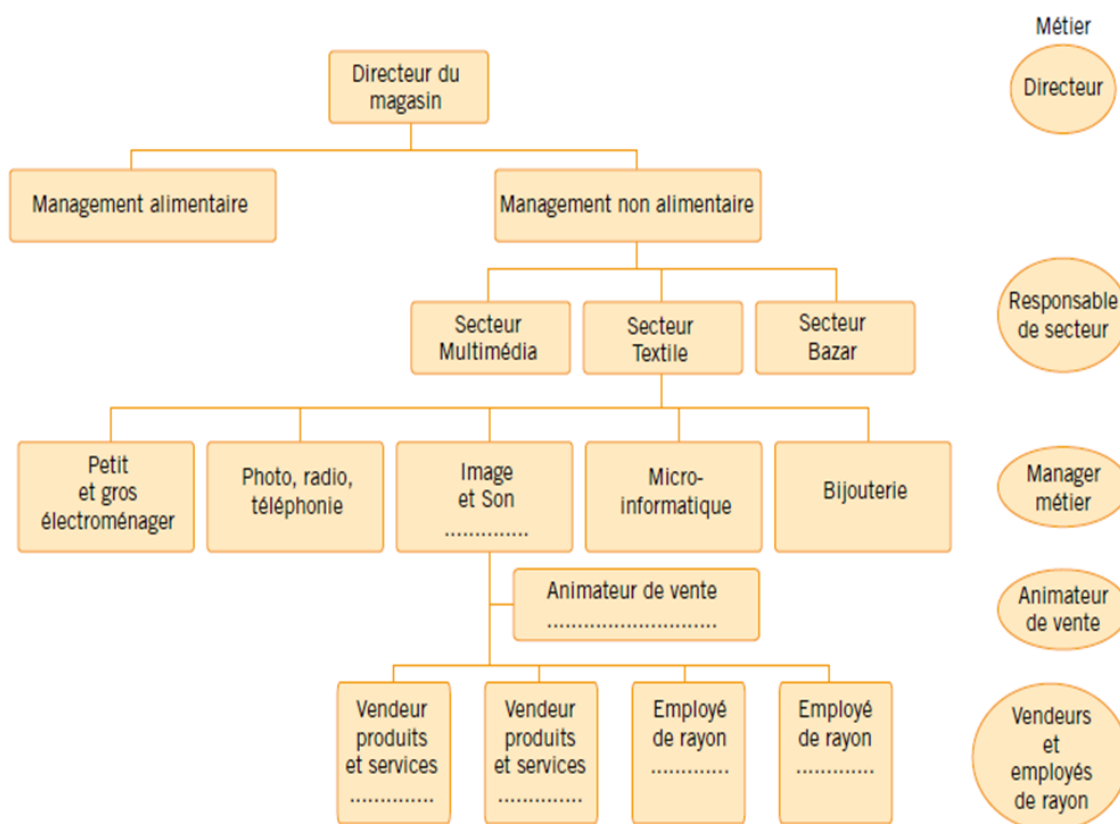 Métier
Directeur du
magasin
Directeur
Management alimentaire
Management non alimentaire
Secteur
Multimédia
Secteur
Textile
Secteur
Bazar
Responsable
de secteur
Petit
et gros
électroménager
Photo, radio,
téléphonie
Image
et Son
..............
Micro-
informatique
Bijouterie
Manager
métier
Animateur de vente
.............................
Animateur
de vente
Vendeur
produits
et services
..............
Vendeur
produits
et services
..............
Employé
de rayon
.............
Employé
de rayon
.............
Vendeurs
et
employés
de rayon